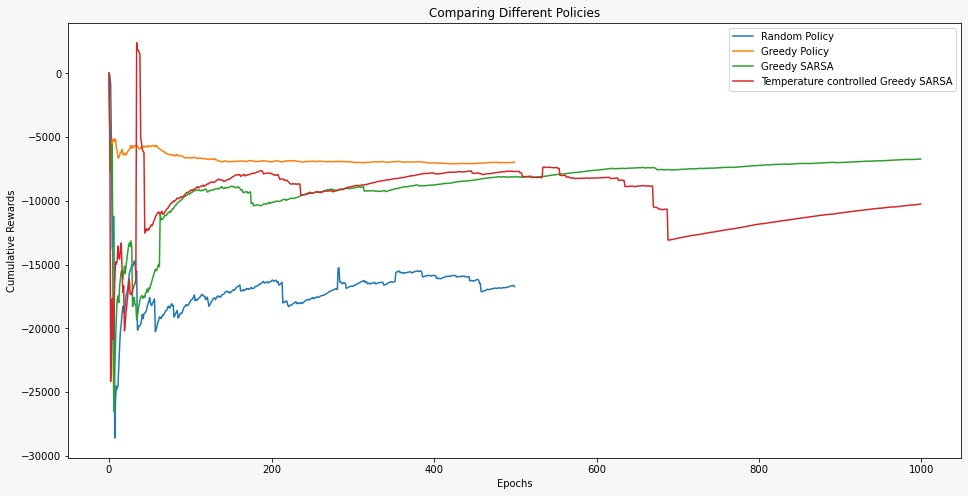 Comparing Different Policies
Random Policy
Greedy Policy
Greedy SARSA
Temperature controlled Greedy SARSA
0
−5000
−10000
−15000
−20000
−25000
−30000
Cumulative Rewards
0
200
400
600
800
1000
Epochs